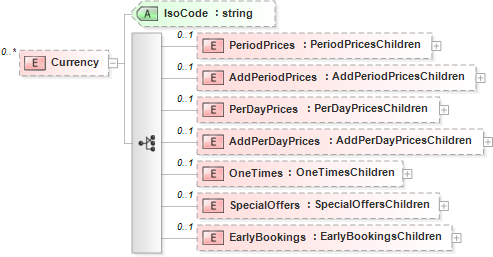 A IsoCode : string
0..*
E Currency
0..1
E PeriodPrices : PeriodPricesChildren
0..1
E AddPeriodPrices : AddPeriodPricesChildren
0..1
E PerDayPrices : PerDayPricesChildren
0..1
E AddPerDayPrices : AddPerDayPricesChildren
0..1
E OneTimes : OneTimesChildren
0..1
E SpecialOffers : SpecialOffersChildren
0..1
E EarlyBookings : EarlyBookingsChildren